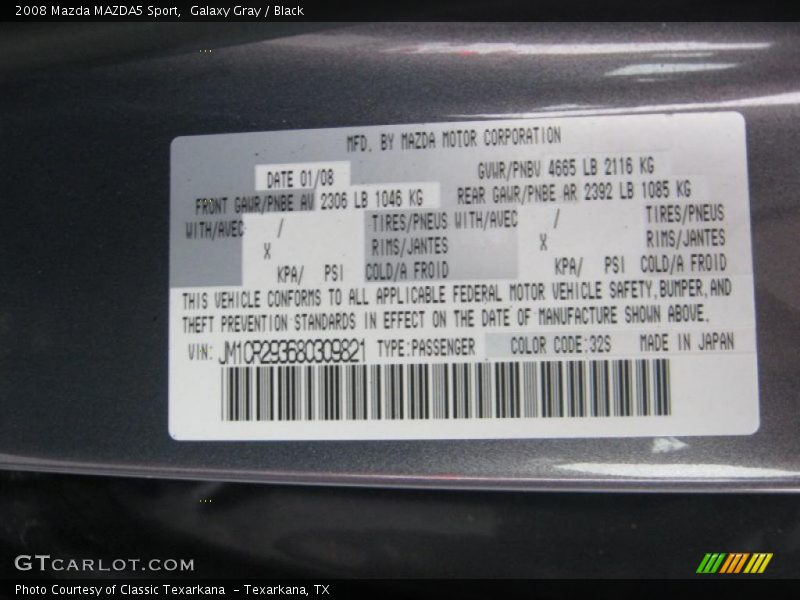 2008 Mazda MAZDA5 Sport, Galaxy Gray / Black
MFD. BY MAZDA MOTOR CORPORATION
DATE 01/08 GVWR/PNBV 4665 LB 2116 KG
FRONT GAWR/PNBE AV 2306 LB 1046 KG REAR GAWR/PNBE AR 2392 LB 1085 KG
WITH/AVEC / TIRES/PNEUS WITH/AVEC / TIRES/PNEUS
X RIMS/JANTES X RIMS/JANTES
KPA/ PSI COLD/A FROID KPA/ PSI COLD/A FROID
THIS VEHICLE CONFORMS TO ALL APPLICABLE FEDERAL MOTOR VEHICLE SAFETY,BUMPER,AND
THEFT PREVENTION STANDARDS IN EFFECT ON THE DATE OF MANUFACTURE SHOWN ABOVE.
VIN: JM1CR293680309821 TYPE:PASSENGER COLOR CODE:32S MADE IN JAPAN
GTCARLOT.COM
Photo Courtesy of Classic Texarkana - Texarkana, TX